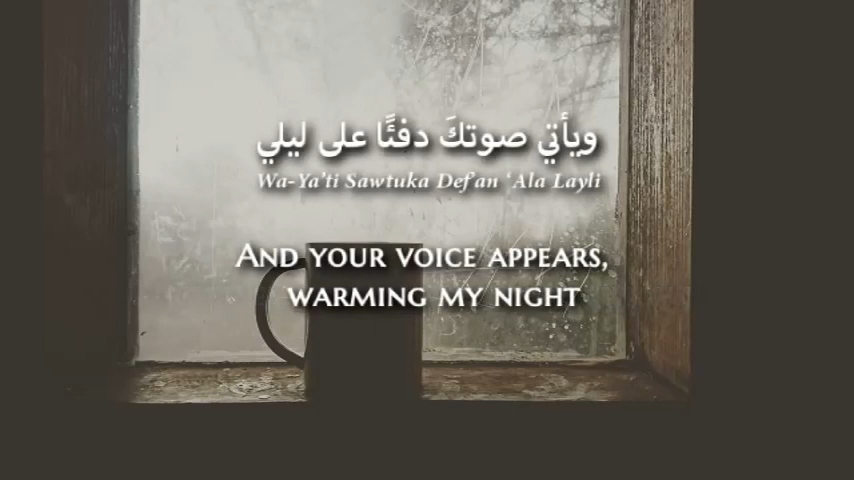 ويأتي صوتكَ دفئًا على ليلي
Wa-Ya'ti Sawtuka Def'an 'Ala Layli
And your voice appears,
warming my night